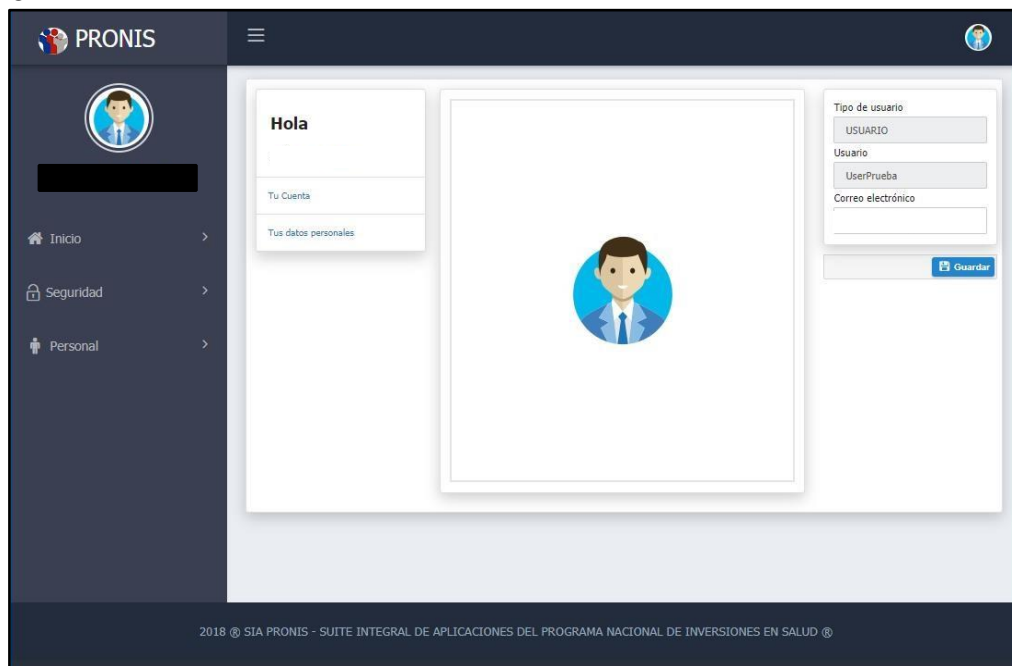 PRONIS
Hola
Tu Cuenta
Tus datos personales
Tipo de usuario
USUARIO
Usuario
UserPrueba
Correo electrónico
Guardar
Inicio
Seguridad
Personal
2018 ® SIA PRONIS - SUITE INTEGRAL DE APLICACIONES DEL PROGRAMA NACIONAL DE INVERSIONES EN SALUD ®